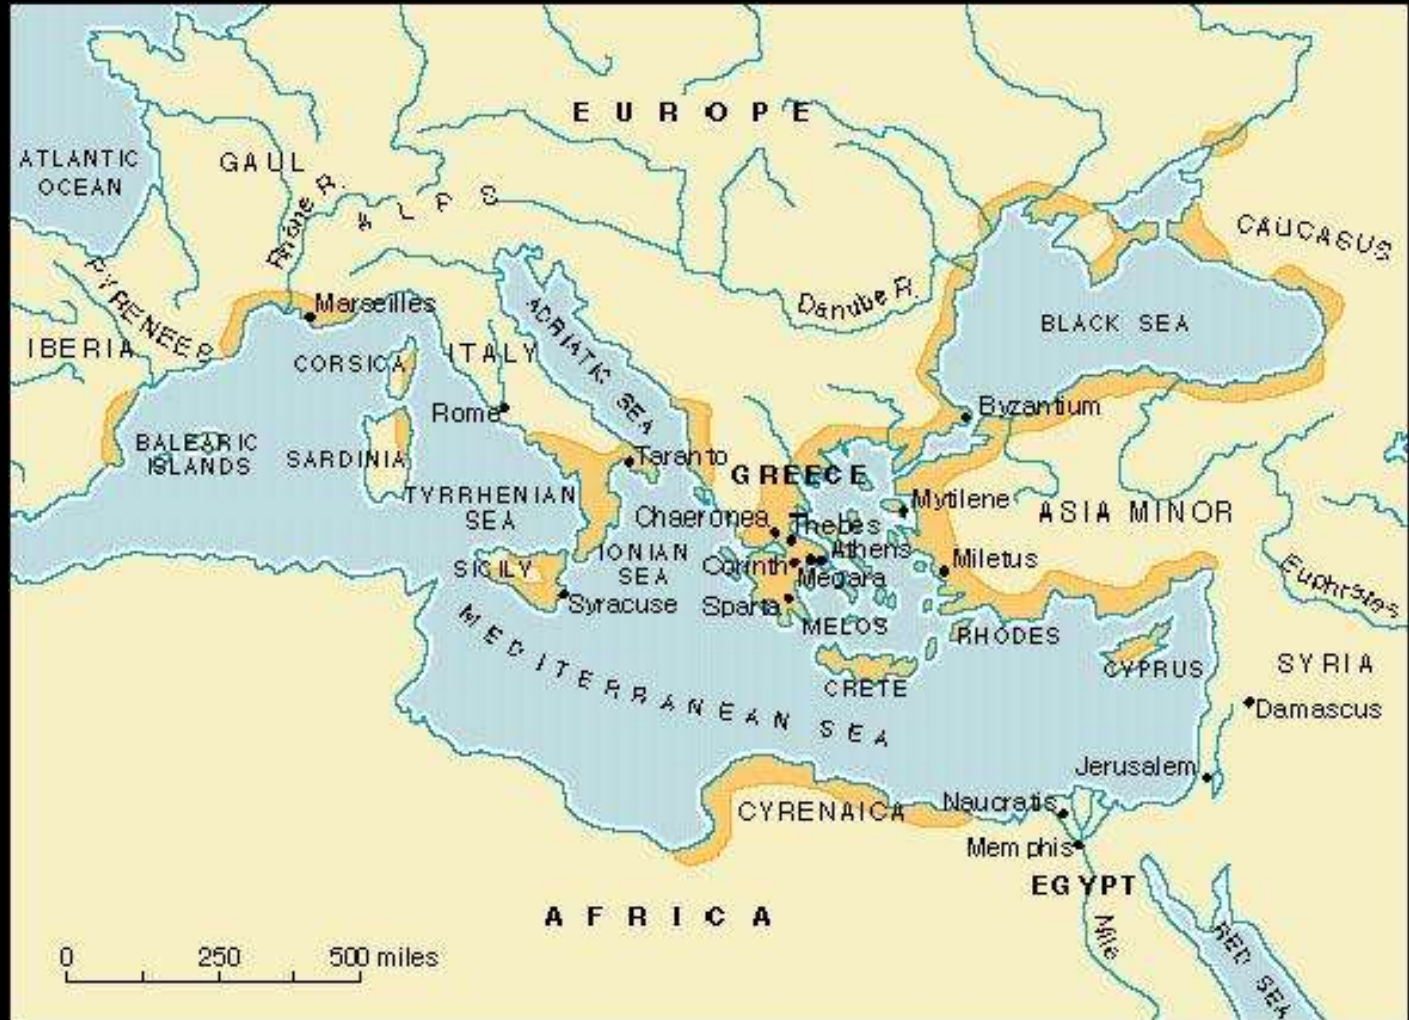 EUROPE
ATLANTIC
OCEAN
GAUL
Rhone R.
ALPS
CAUCASUS
PYRENEES
Danube R.
Marseilles
ADRIATIC SEA
BLACK SEA
IBERIA
CORSICA
ITALY
Rome
Byzantium
BALEARIC
ISLANDS
SARDINIA
Taranto
GREECE
TYRRHENIAN
SEA
Mytilene
ASIA MINOR
Chaeronea
Thebes
IONIAN
SEA
Athens
Corinth
Megara
Miletus
SICILY
Syracuse
Sparta
MELOS
RHODES
Euphrates
MEDITERRANEAN SEA
CYPRUS
SYRIA
CRETE
Damascus
Jerusalem
CYRENAICA
Naucratis
Memphis
EGYPT
AFRICA
Nile
RED SEA
0 250 500 miles